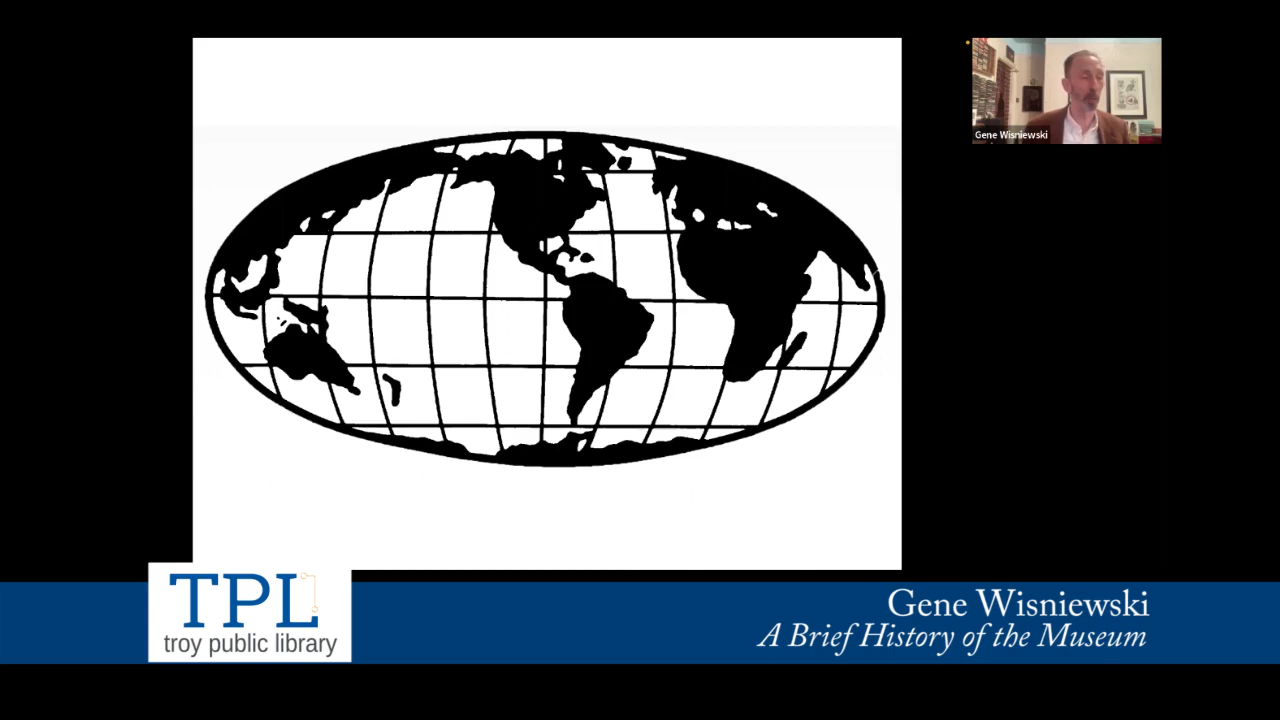 Gene Wisniewski
TPL
troy public library
Gene Wisniewski
A Brief History of the Museum